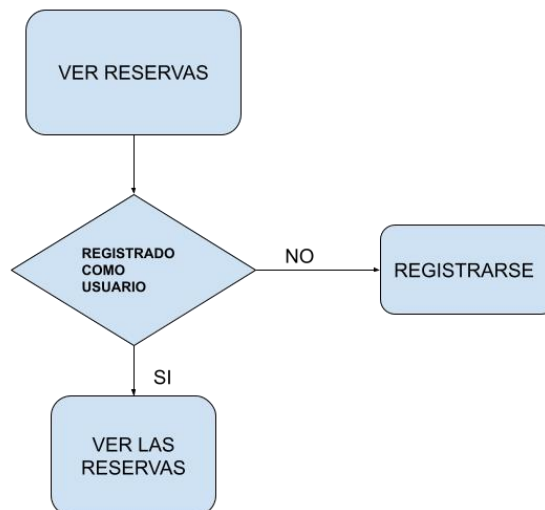 VER RESERVAS
REGISTRADO
COMO
USUARIO
NO
REGISTRARSE
SI
VER LAS
RESERVAS